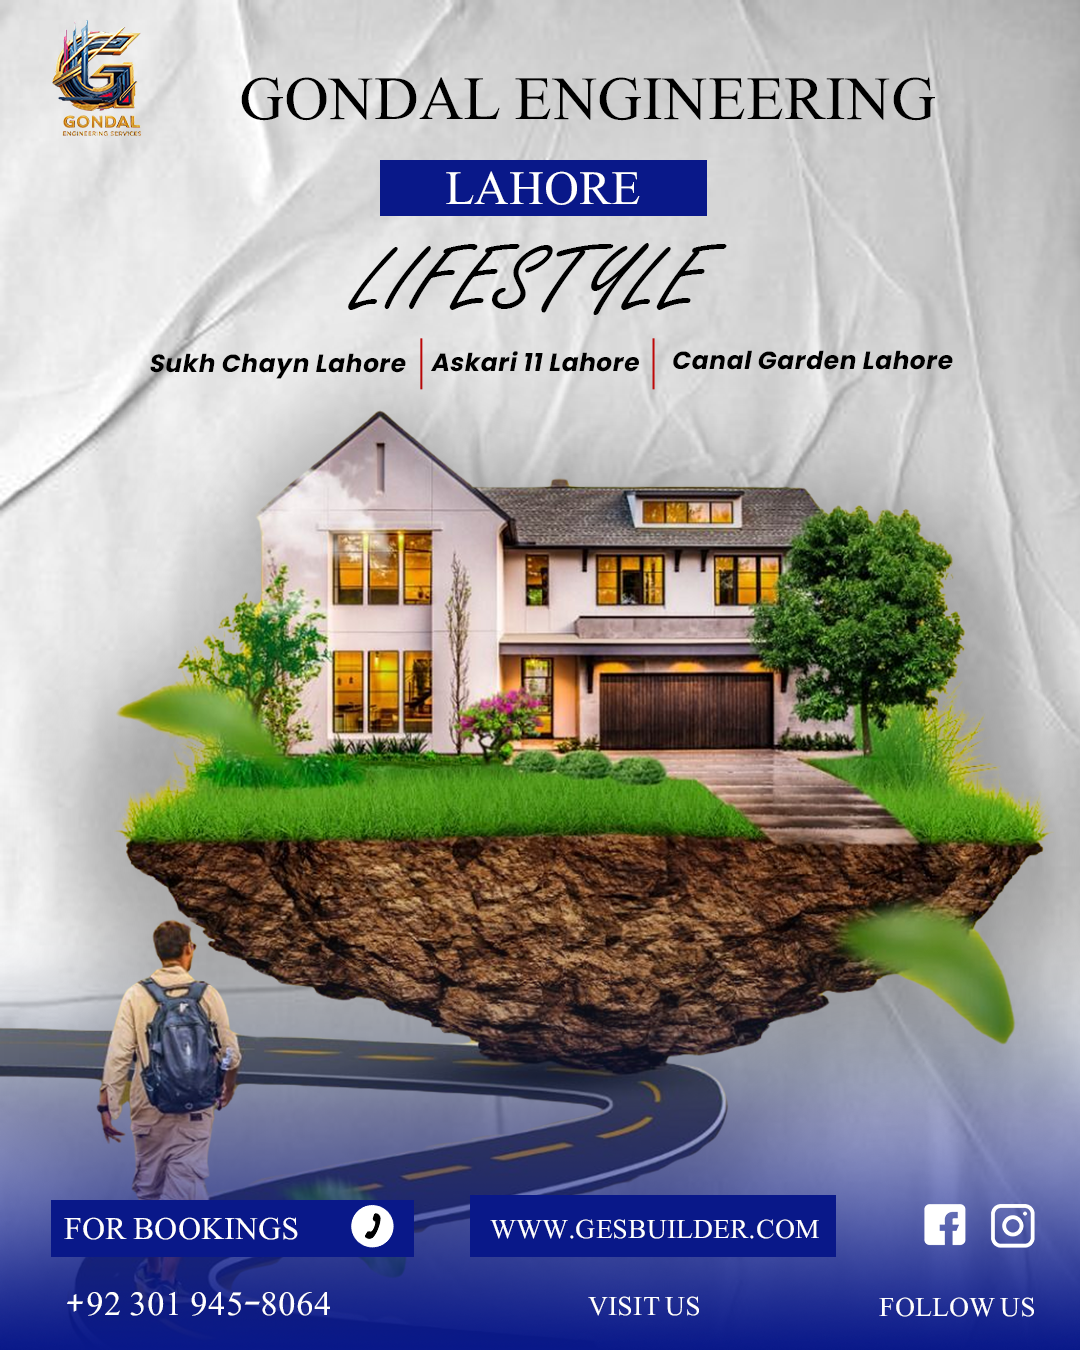 GONDAL
ENGINEERING SERVICES
GONDAL ENGINEERING
LAHORE
LIFESTYLE
Sukh Chayn Lahore
Askari 11 Lahore
Canal Garden Lahore
FOR BOOKINGS
WWW.GESBUILDER.COM
+92 301 945-8064
VISIT US
FOLLOW US